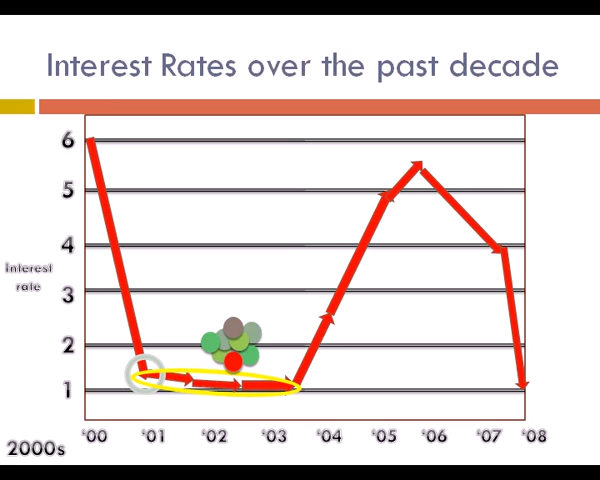 Interest Rates over the past decade
6
5
4
Interest
rate
3
2
1
'00 '01 '02 '03 '04 '05 '06 '07 '08
2000s